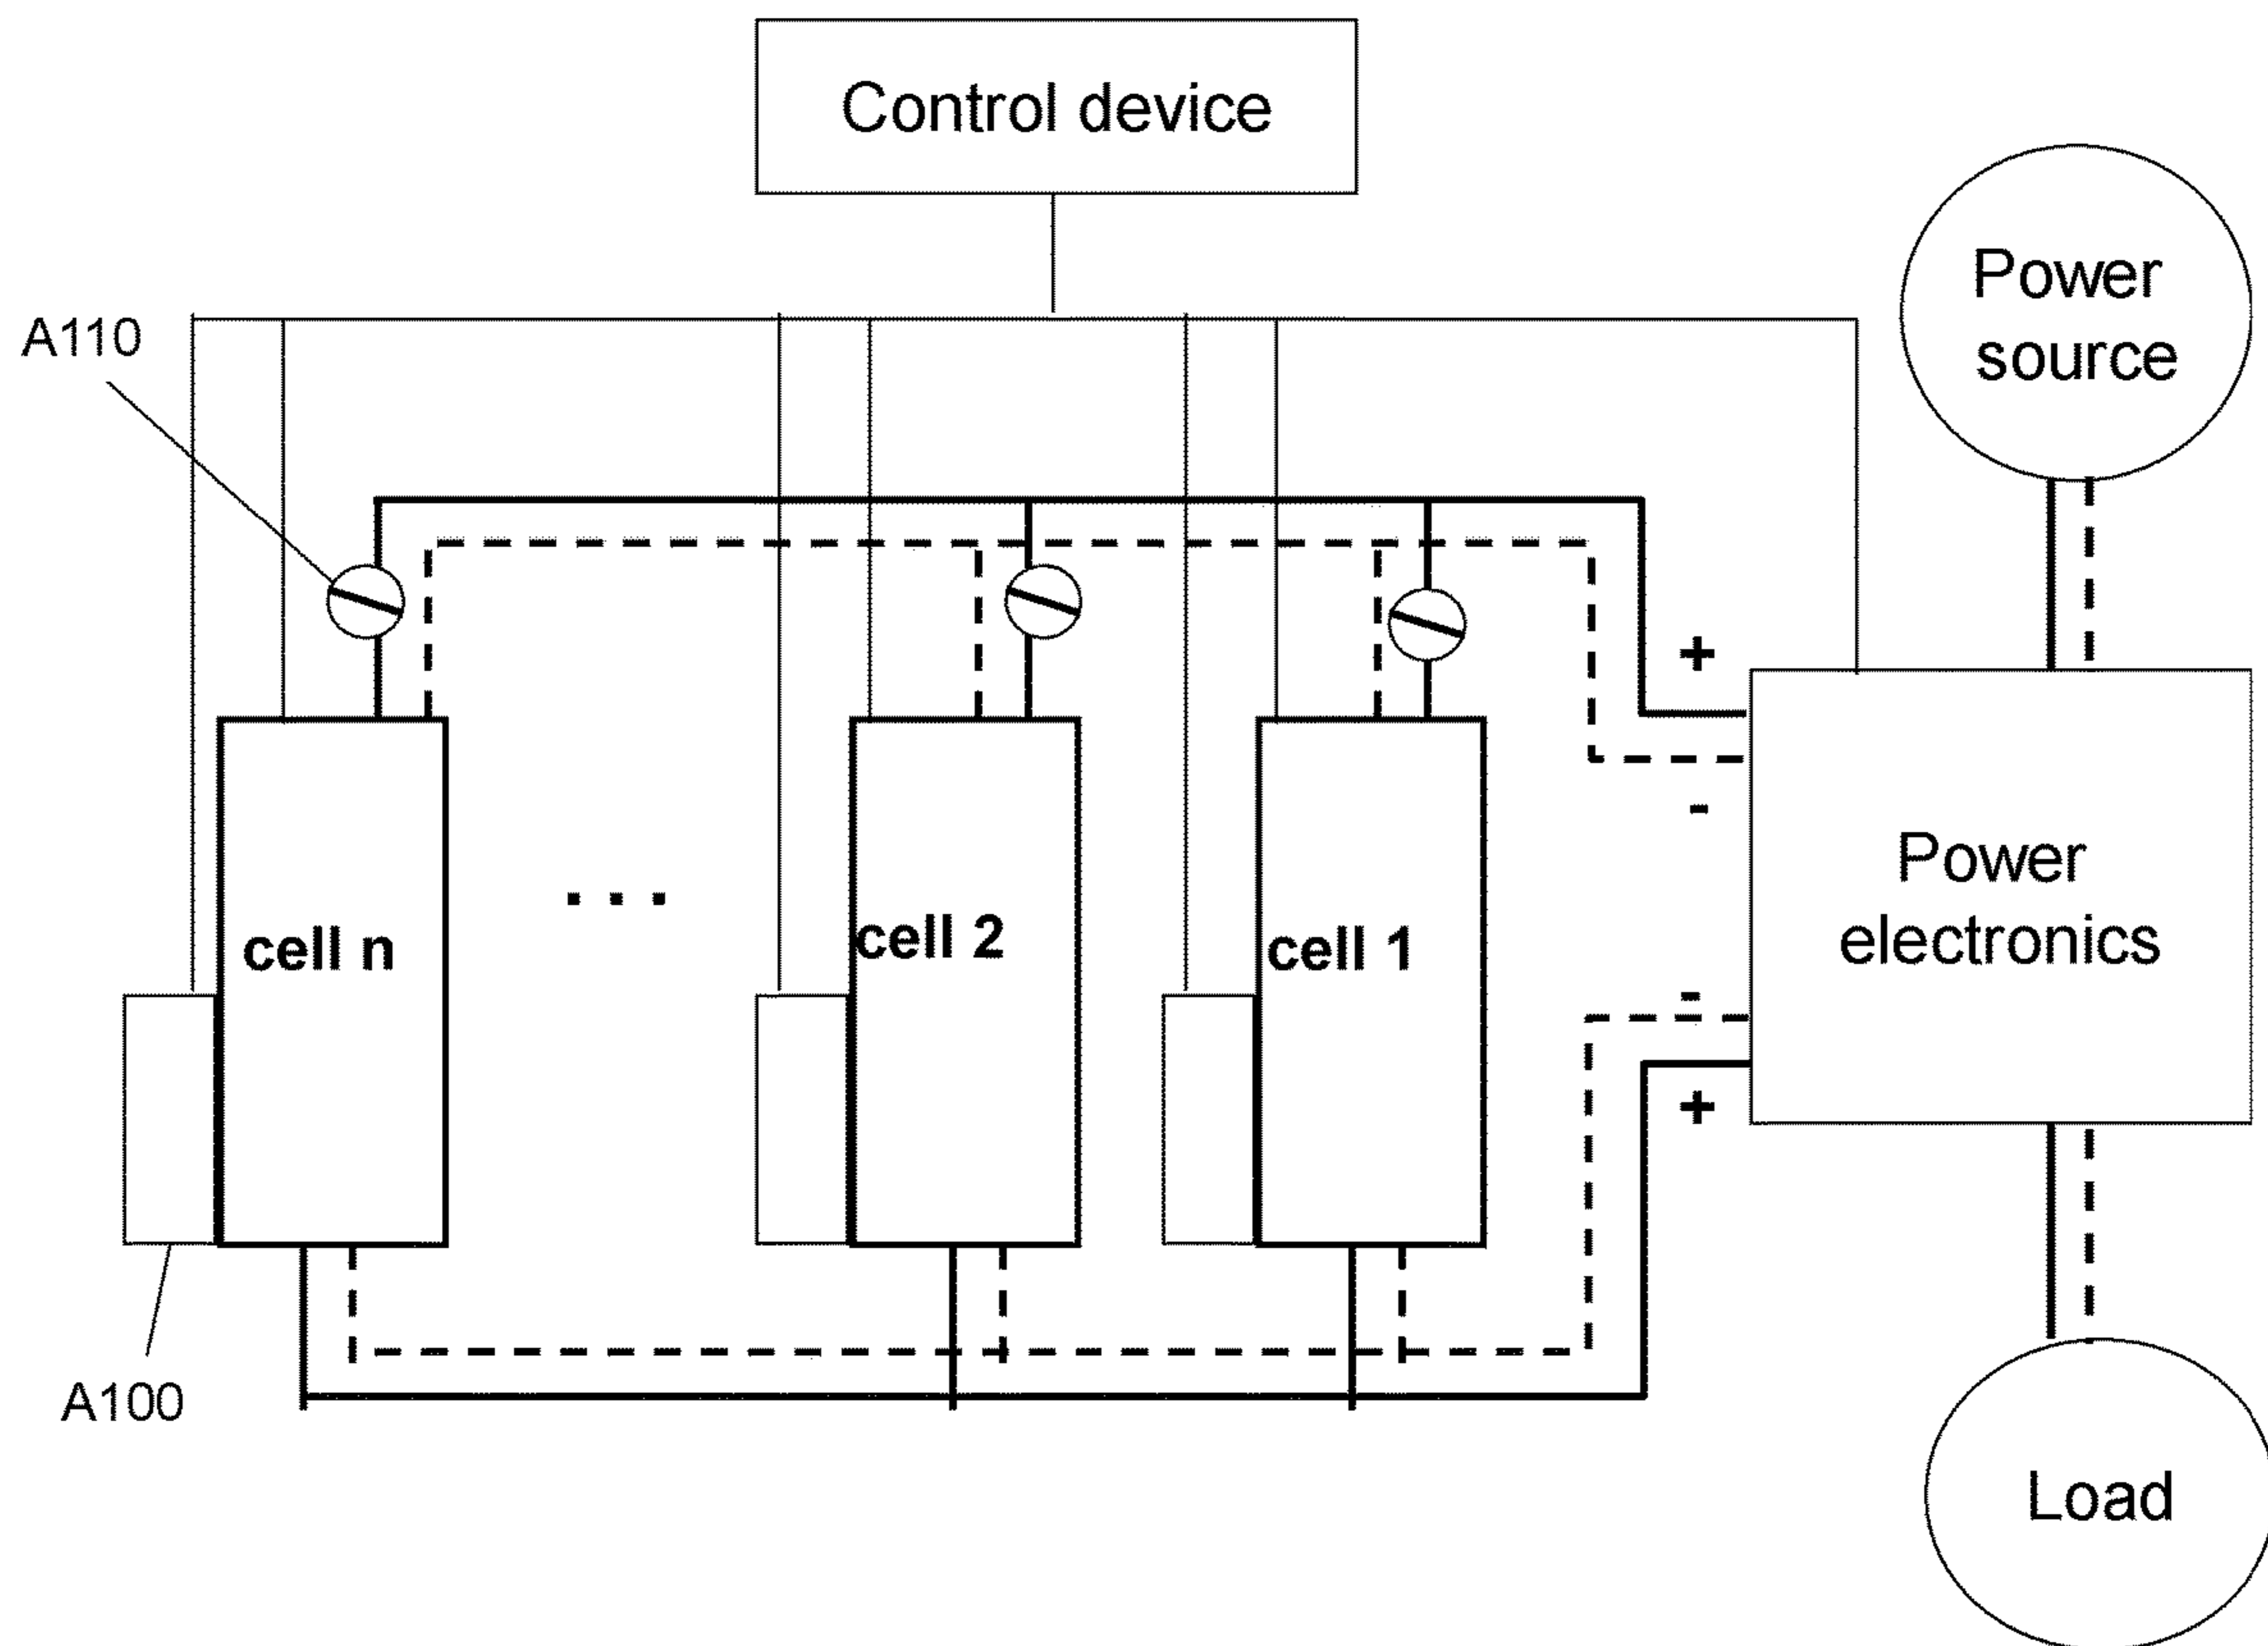 Control device
Power
source
A110
+
-
Power
electronics
cell n
. . .
cell 2
cell 1
-
+
A100
Load